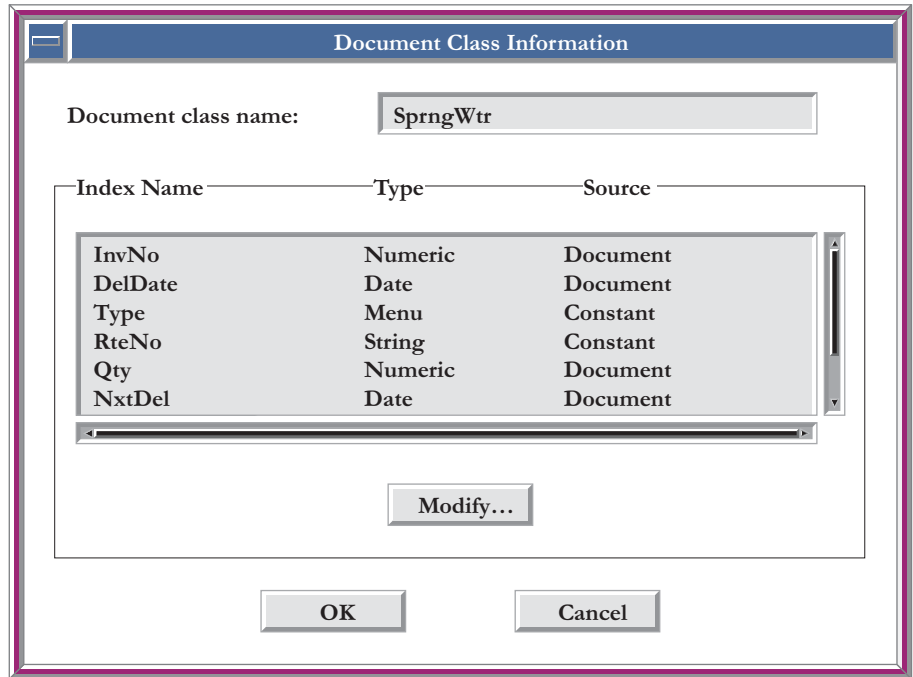 Document Class Information
Document class name: SprngWtr
Index Name Type Source
InvNo Numeric Document
DelDate Date Document
Type Menu Constant
RteNo String Constant
Qty Numeric Document
NxtDel Date Document
Modify…
OK Cancel